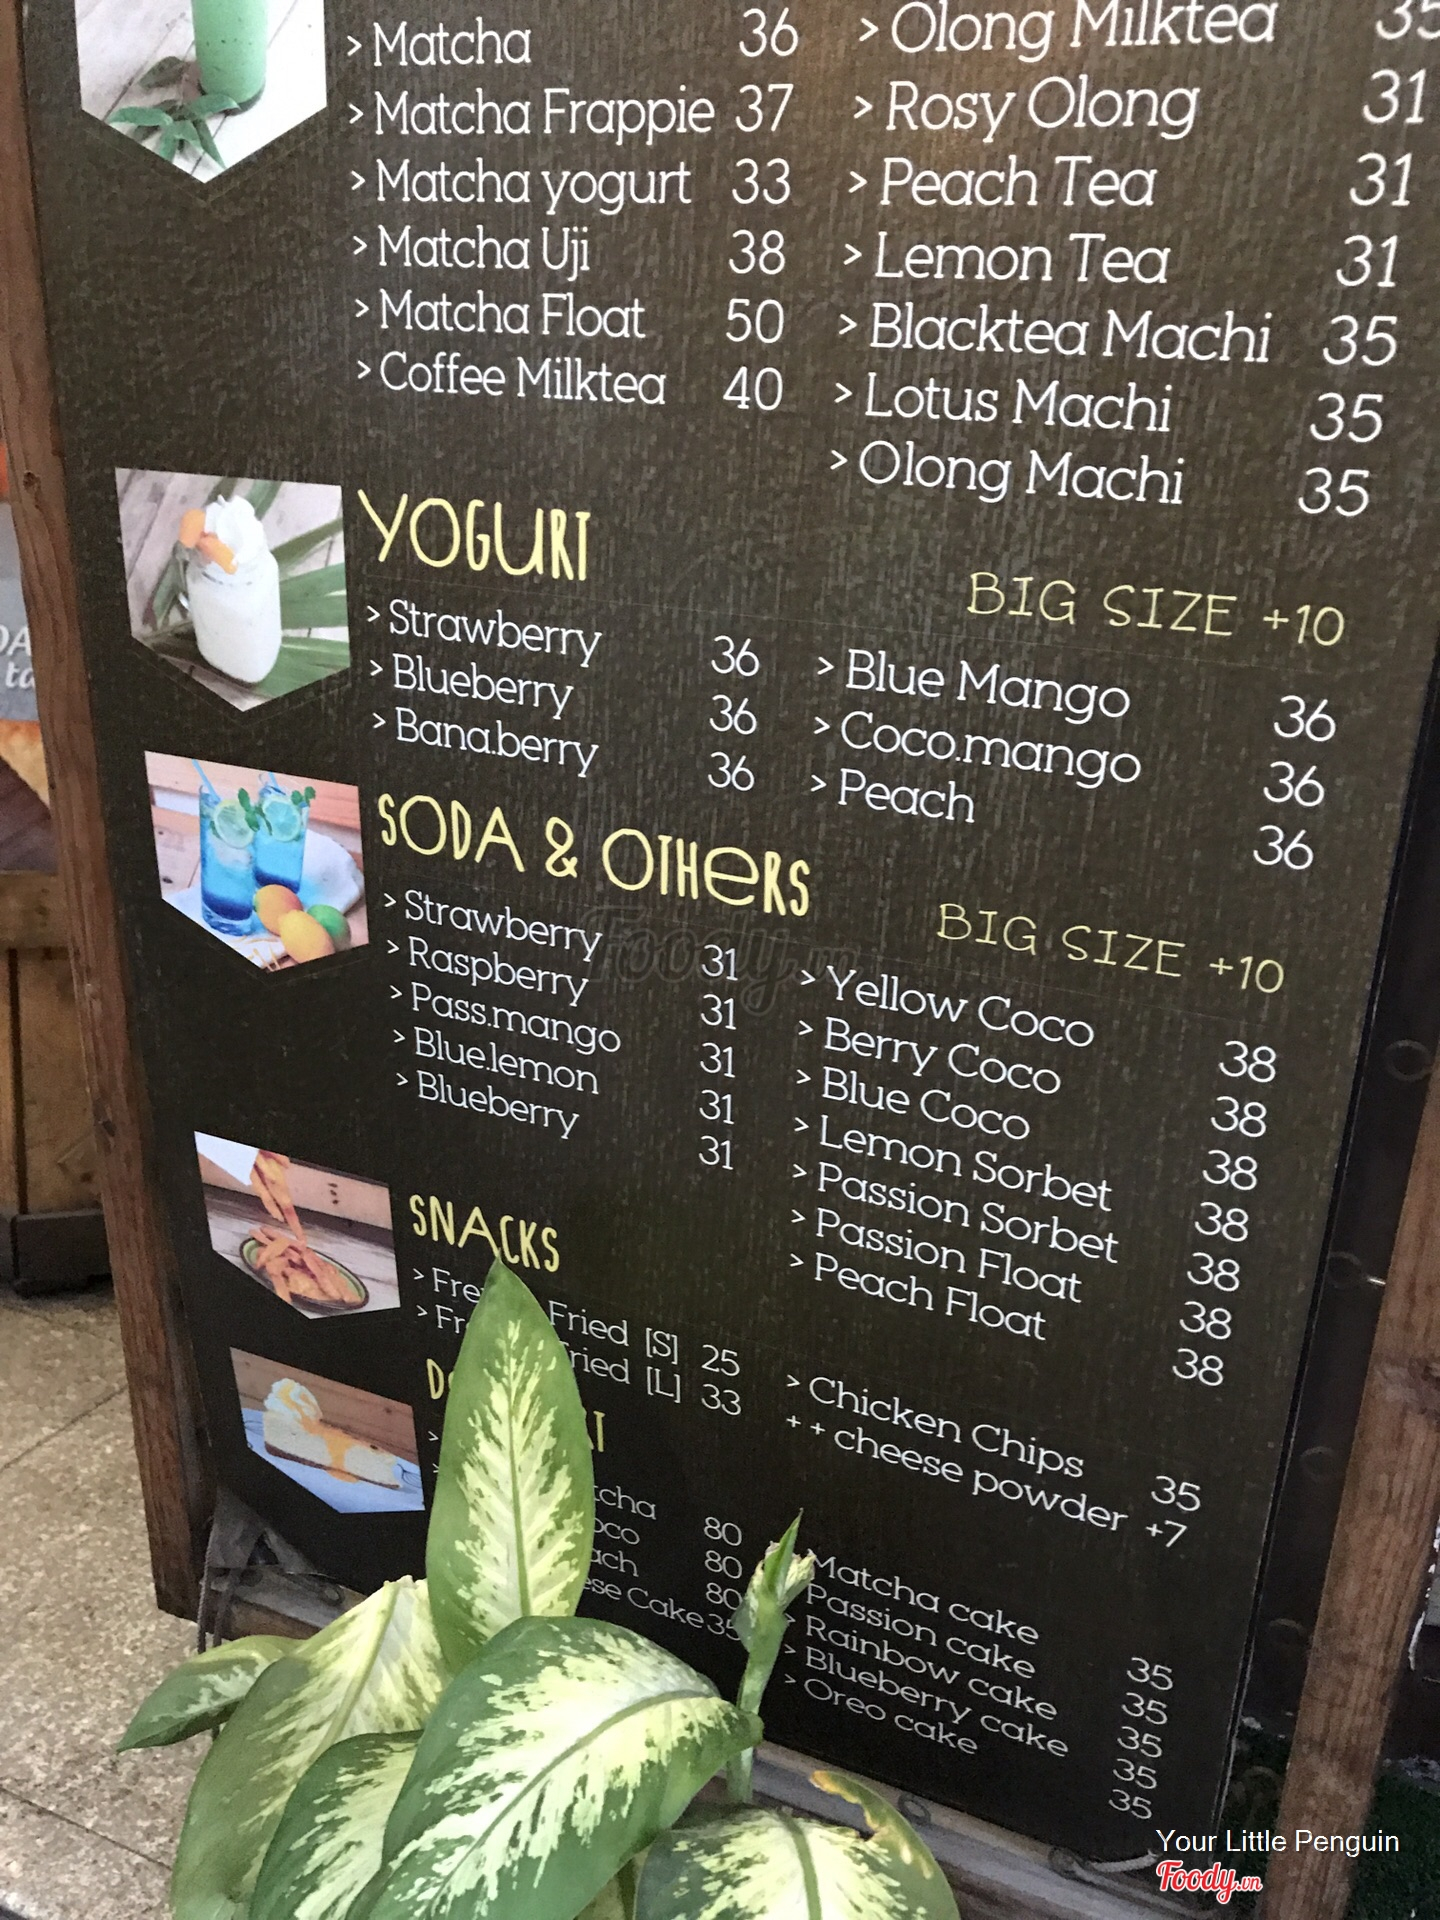 > Matcha 36
> Matcha Frappie 37
> Matcha yogurt 33
> Matcha Uji 38
> Matcha Float 50
> Coffee Milktea 40
> Olong Milktea 35
> Rosy Olong 31
> Peach Tea 31
> Lemon Tea 31
> Blacktea Machi 35
> Lotus Machi 35
> Olong Machi 35
YOGURT
BIG SIZE +10
> Strawberry 36
> Blueberry 36
> Bana.berry 36
> Blue Mango 36
> Coco.mango 36
> Peach 36
SODA & OTHERS
BIG SIZE +10
> Strawberry 31
> Raspberry 31
> Pass.mango 31
> Blue.lemon 31
> Blueberry 31
> Yellow Coco 38
> Berry Coco 38
> Blue Coco 38
> Lemon Sorbet 38
> Passion Sorbet 38
> Passion Float 38
> Peach Float 38
SNACKS
> Fried [S] 25
> [L] 33
> Chicken Chips 35
++ cheese powder +7
80
80
80
Cake 35
Matcha cake 35
Passion cake 35
> Rainbow cake 35
> Blueberry cake 35
> Oreo cake 35
Foody.vn
Your Little Penguin
Foody.vn